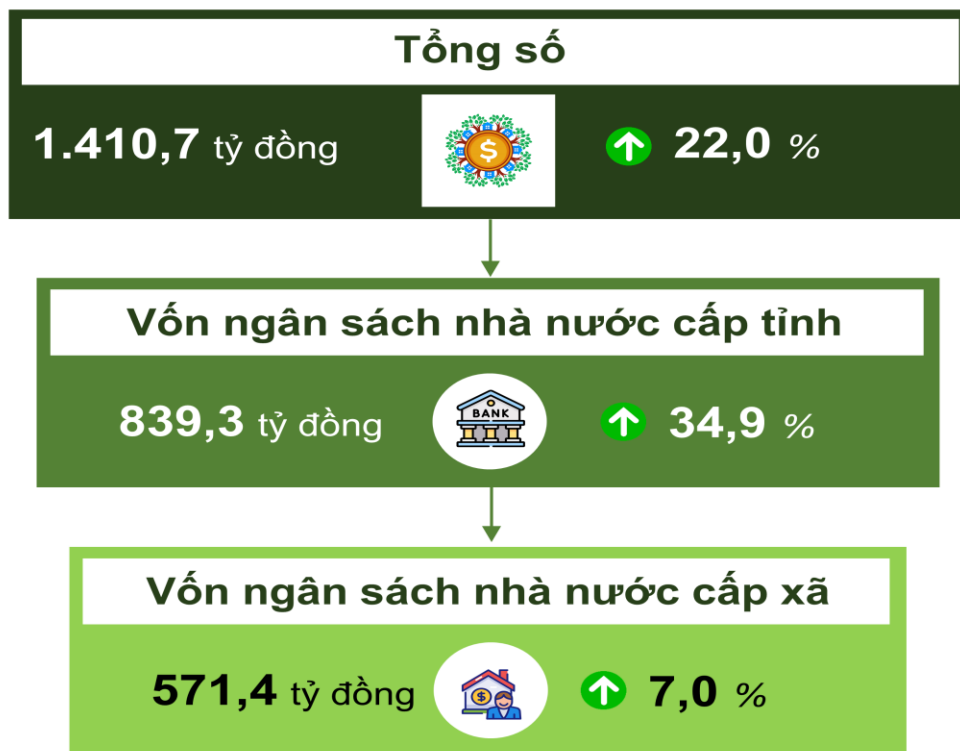 Tổng số
1.410,7 tỷ đồng
$
22,0 %
Vốn ngân sách nhà nước cấp tỉnh
839,3 tỷ đồng
BANK
34,9 %
Vốn ngân sách nhà nước cấp xã
571,4 tỷ đồng
$
7,0 %